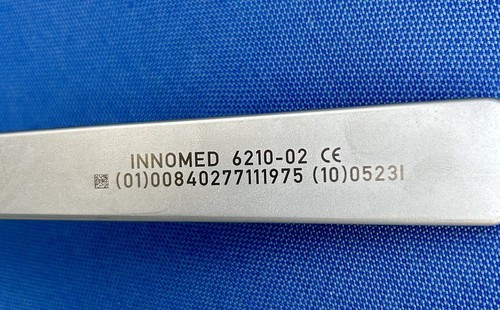 INNOMED 6210-02 CE
(01)00840277111975 (10)0523I